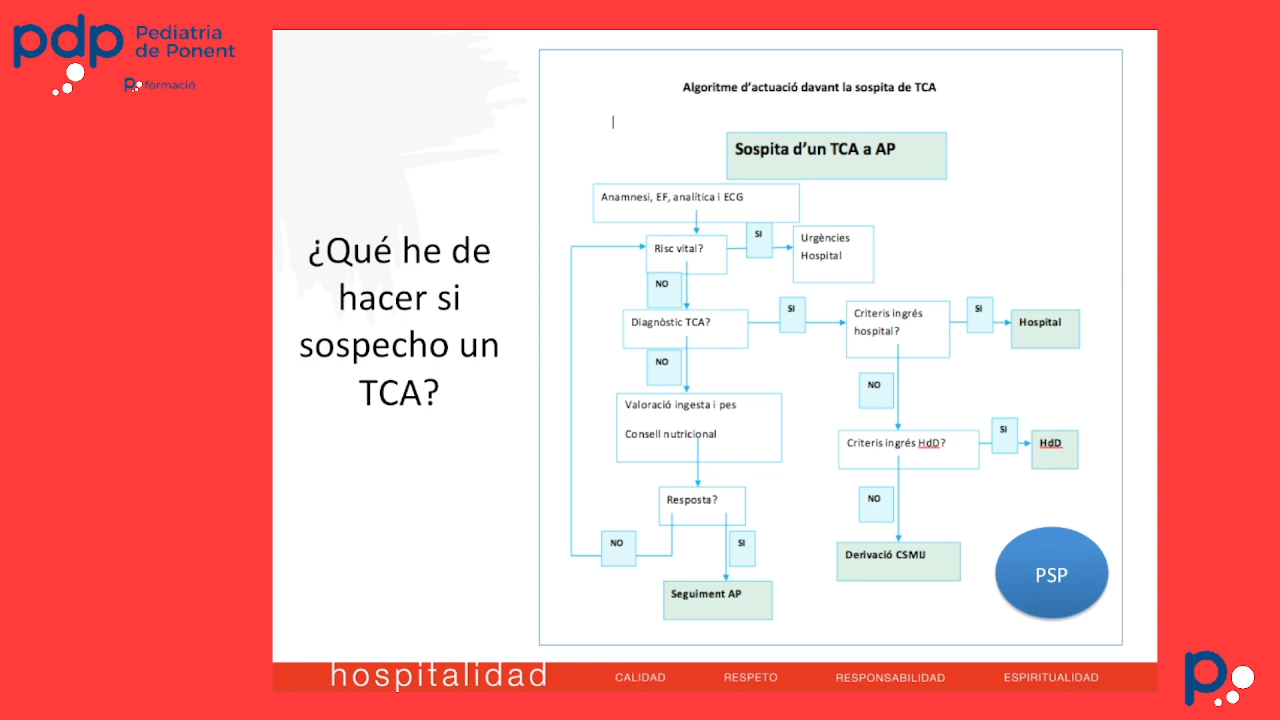 pdp Pediatria
de Ponent
p formació
¿Qué he de
hacer si
sospecho un
TCA?
Algoritme d'actuació davant la sospita de TCA
Sospita d'un TCA a AP
Anamnesi, EF, analítica i ECG
Risc vital?
SI
Urgències
Hospital
NO
Diagnòstic TCA?
SI
Criteris ingrés
hospital?
SI
Hospital
NO
NO
Valoració ingesta i pes
Consell nutricional
Criteris ingrés HdD?
SI
HdD
Resposta?
NO
NO
SI
Derivació CSMIJ
Seguiment AP
PSP
hospitalidad
CALIDAD
RESPETO
RESPONSABILIDAD
ESPIRITUALIDAD
p